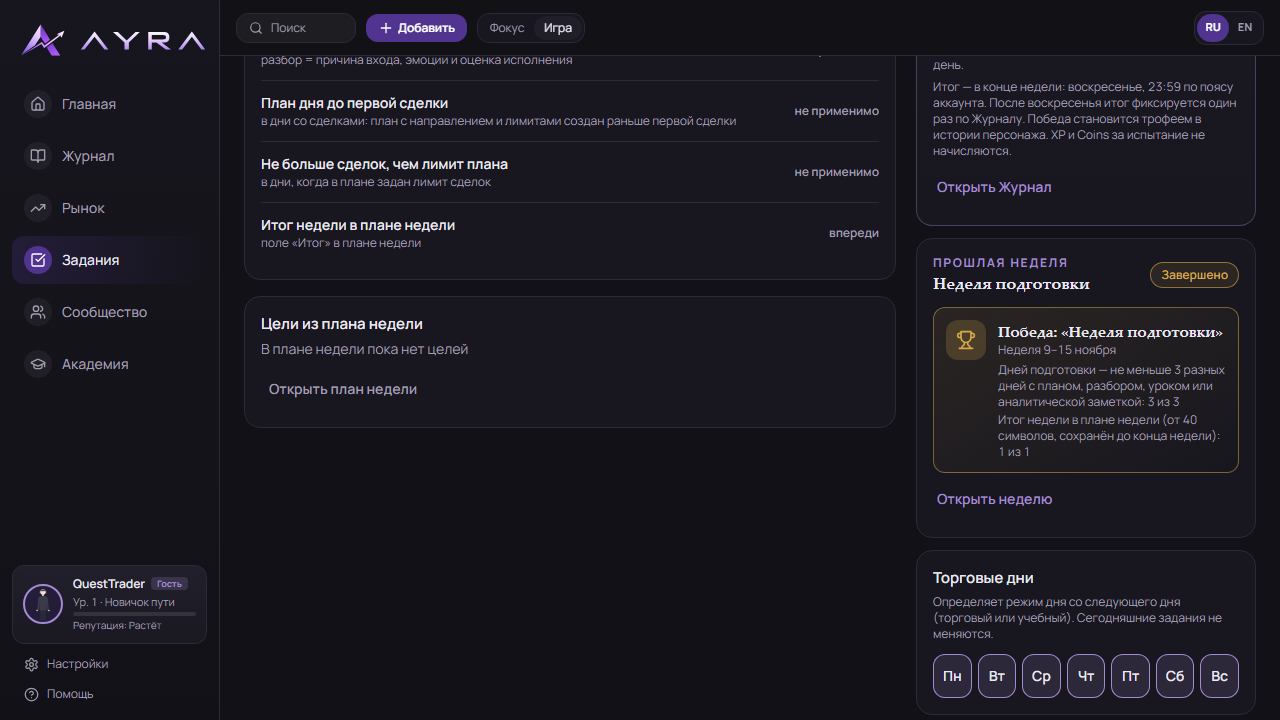 AYRA
Поиск
Добавить
Фокус
Игра
RU
EN
Главная
Журнал
Рынок
Задания
Сообщество
Академия
QuestTrader
Гость
Ур. 1 · Новичок пути
Репутация: Растёт
Настройки
Помощь
разбор = причина входа, эмоции и оценка исполнения
План дня до первой сделки
в дни со сделками: план с направлением и лимитами создан раньше первой сделки
не применимо
Не больше сделок, чем лимит плана
в дни, когда в плане задан лимит сделок
не применимо
Итог недели в плане недели
поле «Итог» в плане недели
впереди
Цели из плана недели
В плане недели пока нет целей
Открыть план недели
день.
Итог — в конце недели: воскресенье, 23:59 по поясу
аккаунта. После воскресенья итог фиксируется один
раз по Журналу. Победа становится трофеем в
истории персонажа. XP и Coins за испытание не
начисляются.
Открыть Журнал
ПРОШЛАЯ НЕДЕЛЯ
Неделя подготовки
Завершено
Победа: «Неделя подготовки»
Неделя 9–15 ноября
Дней подготовки — не меньше 3 разных
дней с планом, разбором, уроком или
аналитической заметкой: 3 из 3
Итог недели в плане недели (от 40
символов, сохранён до конца недели):
1 из 1
Открыть неделю
Торговые дни
Определяет режим дня со следующего дня
(торговый или учебный). Сегодняшние задания не
меняются.
Пн
Вт
Ср
Чт
Пт
Сб
Вс